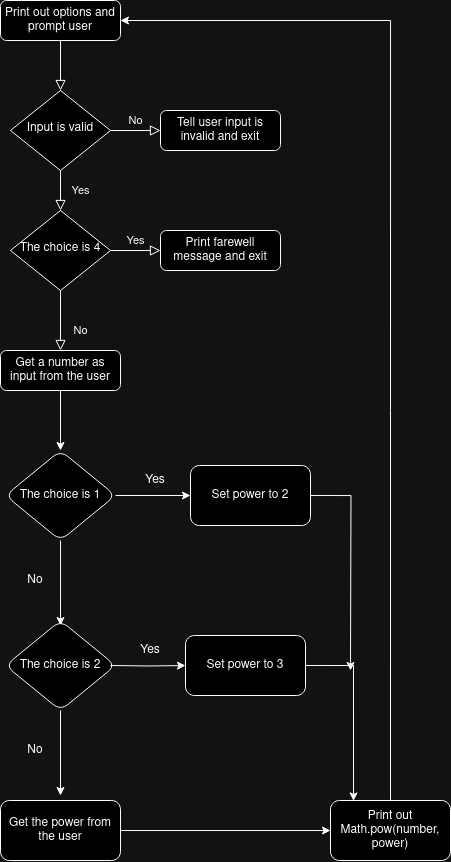 Print out options and
prompt user
Input is valid
No
Tell user input is
invalid and exit
Yes
The choice is 4
Yes
Print farewell
message and exit
No
Get a number as
input from the user
The choice is 1
Yes
Set power to 2
No
The choice is 2
Yes
Set power to 3
No
Get the power from
the user
Print out
Math.pow(number,
power)